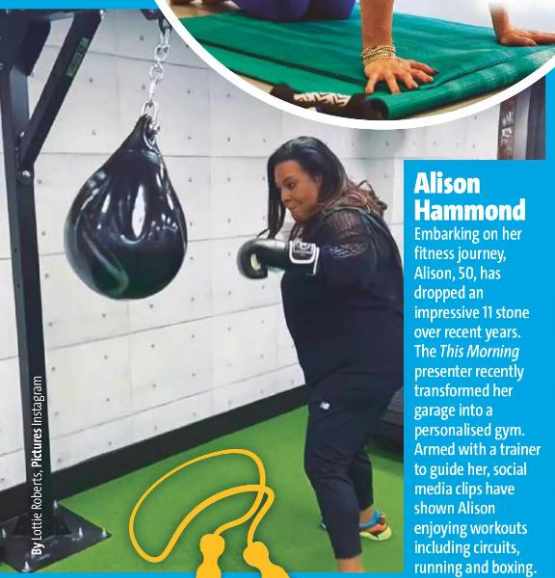 Alison
Hammond
Embarking on her
fitness journey,
Alison, 50, has
dropped an
impressive 11 stone
over recent years.
The This Morning
presenter recently
transformed her
garage into a
personalised gym.
Armed with a trainer
to guide her, social
media clips have
shown Alison
enjoying workouts
including circuits,
running and boxing.
By Lottie Roberts, Pictures Instagram